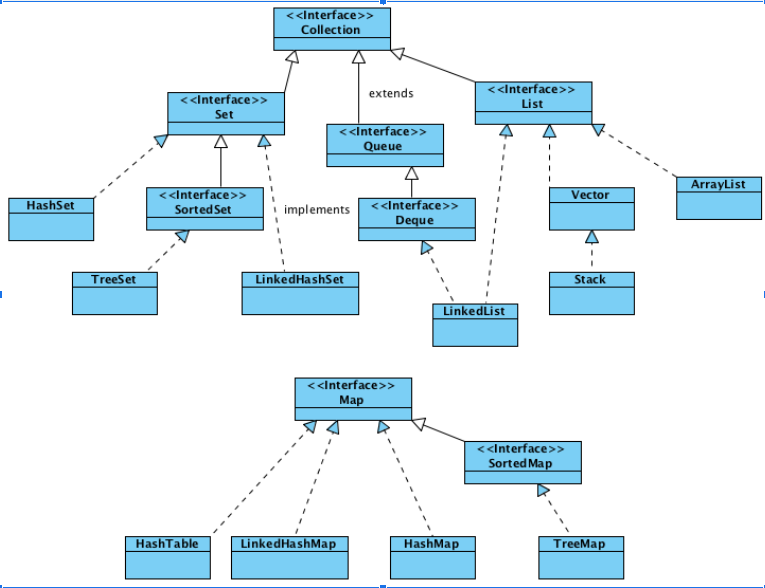 <<Interface>>
Collection
<<Interface>>
Set
extends
<<Interface>>
List
<<Interface>>
Queue
HashSet
<<Interface>>
SortedSet
implements
<<Interface>>
Deque
Vector
ArrayList
TreeSet
LinkedHashSet
LinkedList
Stack
<<Interface>>
Map
<<Interface>>
SortedMap
HashTable
LinkedHashMap
HashMap
TreeMap